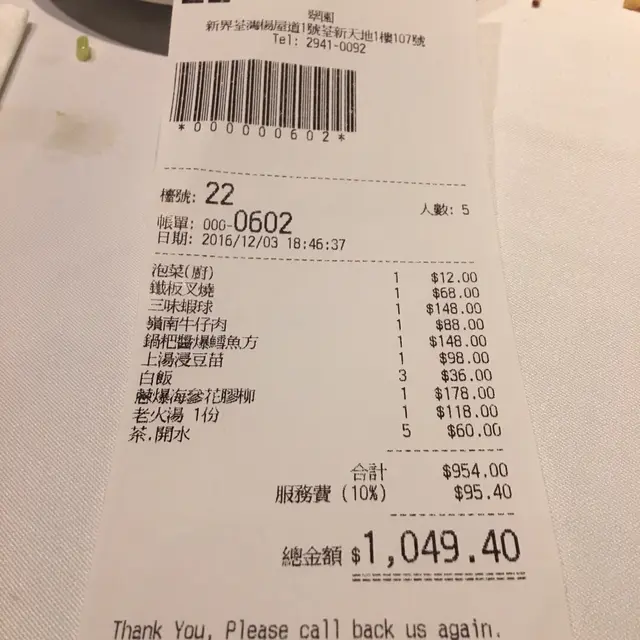 翠園
新界荃灣楊屋道1號荃新天地1樓107號
Tel: 2941-0092
*000000602*
檯號: 22
人數: 5
帳單: 000-0602
日期: 2016/12/03 18:46:37
泡菜(廚) 1 $12.00
鐵板叉燒 1 $68.00
三味蝦球 1 $148.00
嶺南牛仔肉 1 $88.00
鍋粑醬爆鱈魚方 1 $148.00
上湯浸豆苗 1 $98.00
白飯 3 $36.00
爆海參花膠柳 1 $178.00
老火湯 1份 1 $118.00
茶.開水 5 $60.00
合計 $954.00
服務費 (10%) $95.40
總金額 $1,049.40
Thank You, Please call back us again.